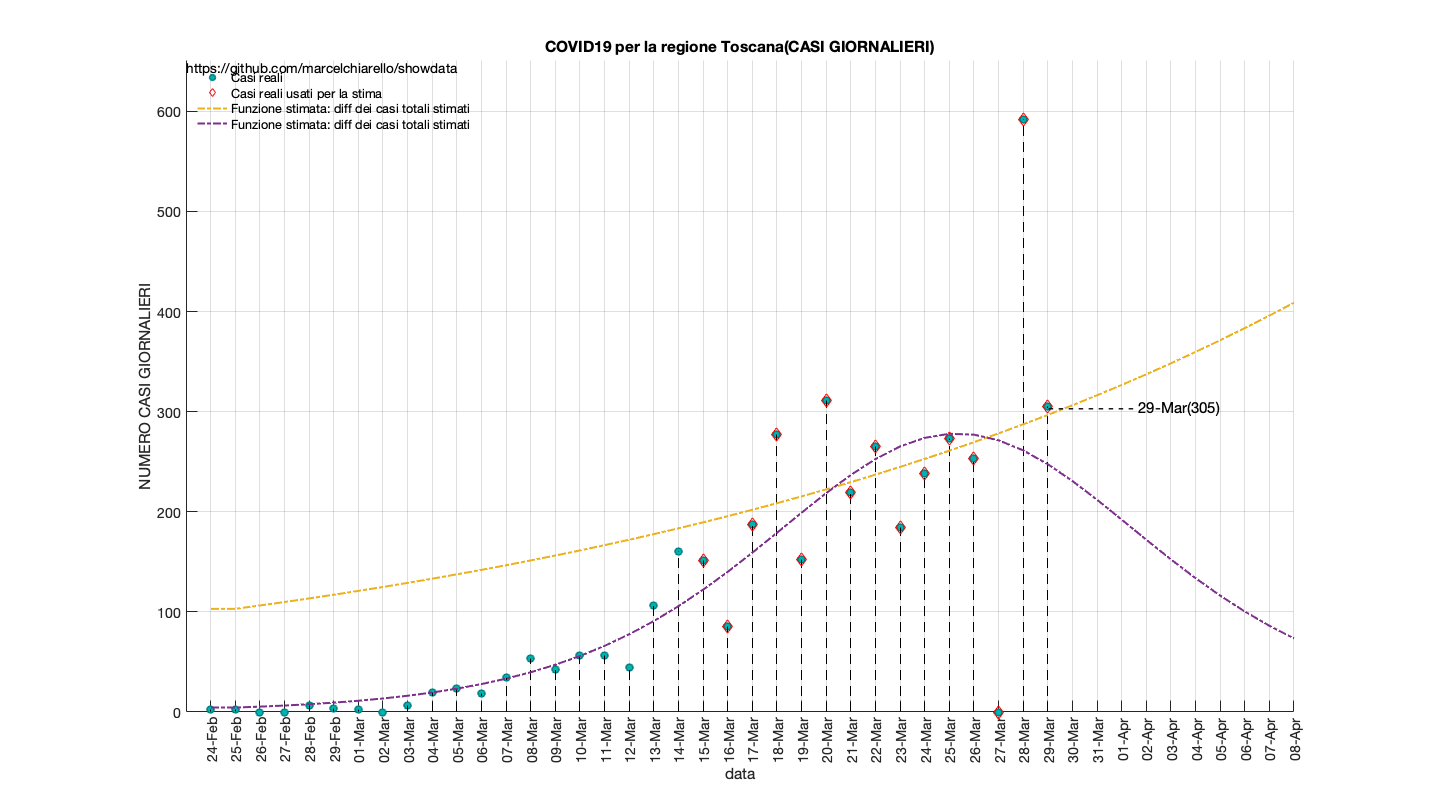 COVID19 per la regione Toscana(CASI GIORNALIERI)
https://github.com/marcelchiarello/showdata
Casi reali
Casi reali usati per la stima
Funzione stimata: diff dei casi totali stimati
Funzione stimata: diff dei casi totali stimati
NUMERO CASI GIORNALIERI
600
500
400
300
200
100
0
29-Mar(305)
24-Feb
25-Feb
26-Feb
27-Feb
28-Feb
29-Feb
01-Mar
02-Mar
03-Mar
04-Mar
05-Mar
06-Mar
07-Mar
08-Mar
09-Mar
10-Mar
11-Mar
12-Mar
13-Mar
14-Mar
15-Mar
16-Mar
17-Mar
18-Mar
19-Mar
20-Mar
21-Mar
22-Mar
23-Mar
24-Mar
25-Mar
26-Mar
27-Mar
28-Mar
29-Mar
30-Mar
31-Mar
01-Apr
02-Apr
03-Apr
04-Apr
05-Apr
06-Apr
07-Apr
08-Apr
data